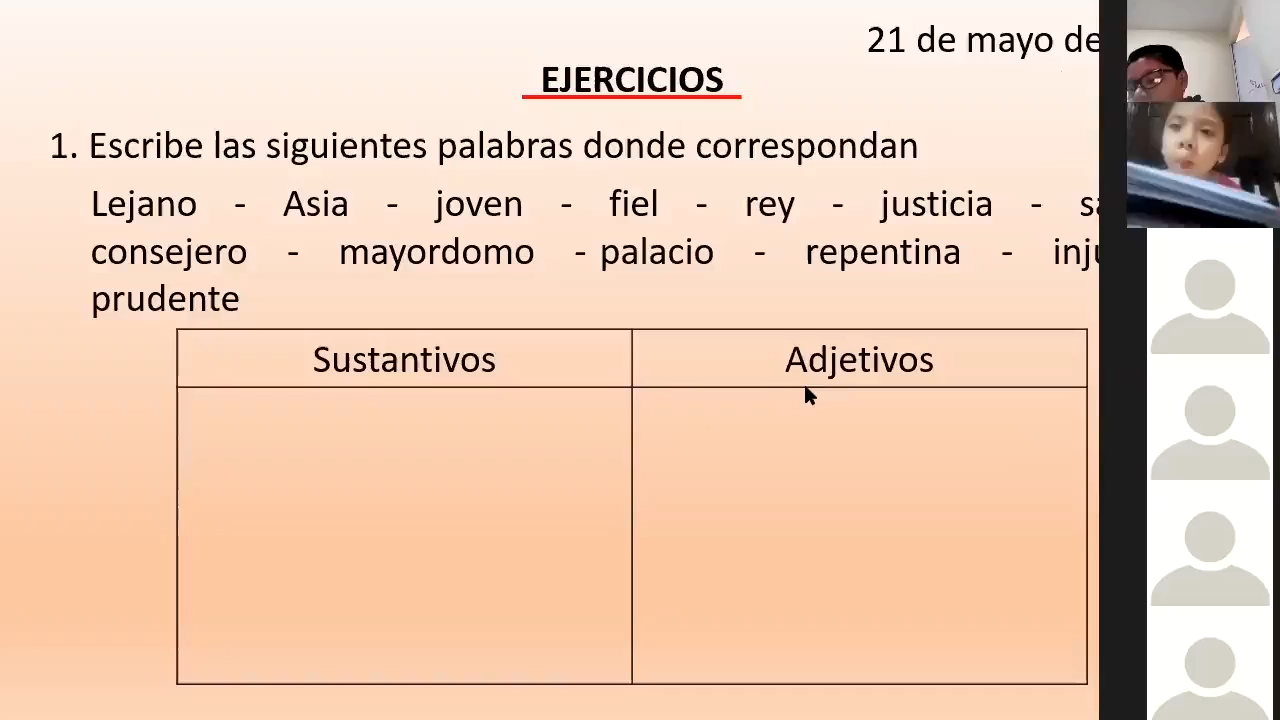 21 de mayo de
EJERCICIOS
1. Escribe las siguientes palabras donde correspondan
Lejano - Asia - joven - fiel - rey - justicia -
consejero - mayordomo - palacio - repentina -
prudente
Sustantivos Adjetivos